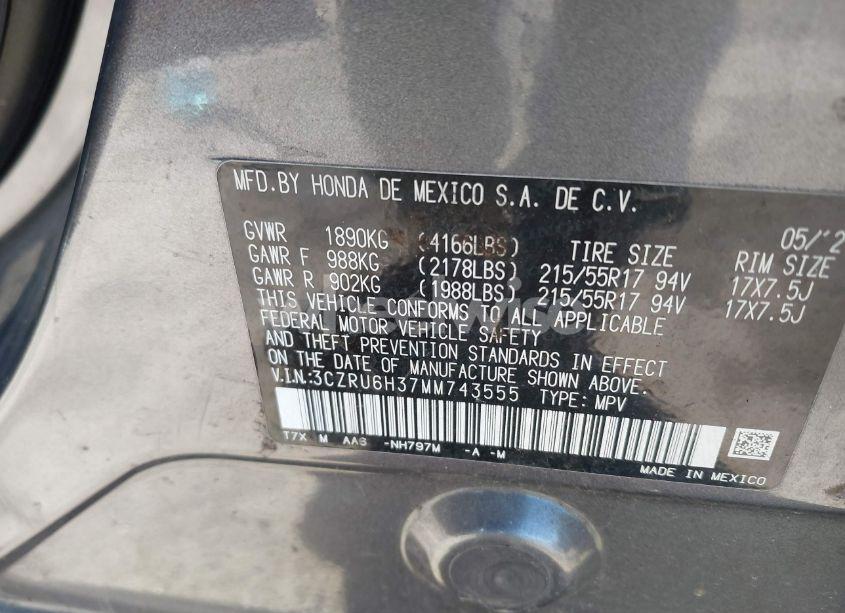 MFD.BY HONDA DE MEXICO S.A. DE C.V.
05/'2
GVWR 1890KG (4166LBS) TIRE SIZE RIM SIZE
GAWR F 988KG (2178LBS) 215/55R17 94V 17X7.5J
GAWR R 902KG (1988LBS) 215/55R17 94V 17X7.5J
THIS VEHICLE CONFORMS TO ALL APPLICABLE
FEDERAL MOTOR VEHICLE SAFETY
AND THEFT PREVENTION STANDARDS IN EFFECT
ON THE DATE OF MANUFACTURE SHOWN ABOVE.
V.I.N.:3CZRU6H37MM743555 TYPE: MPV
T7X M AAS -NH797M -A -M
MADE IN MEXICO